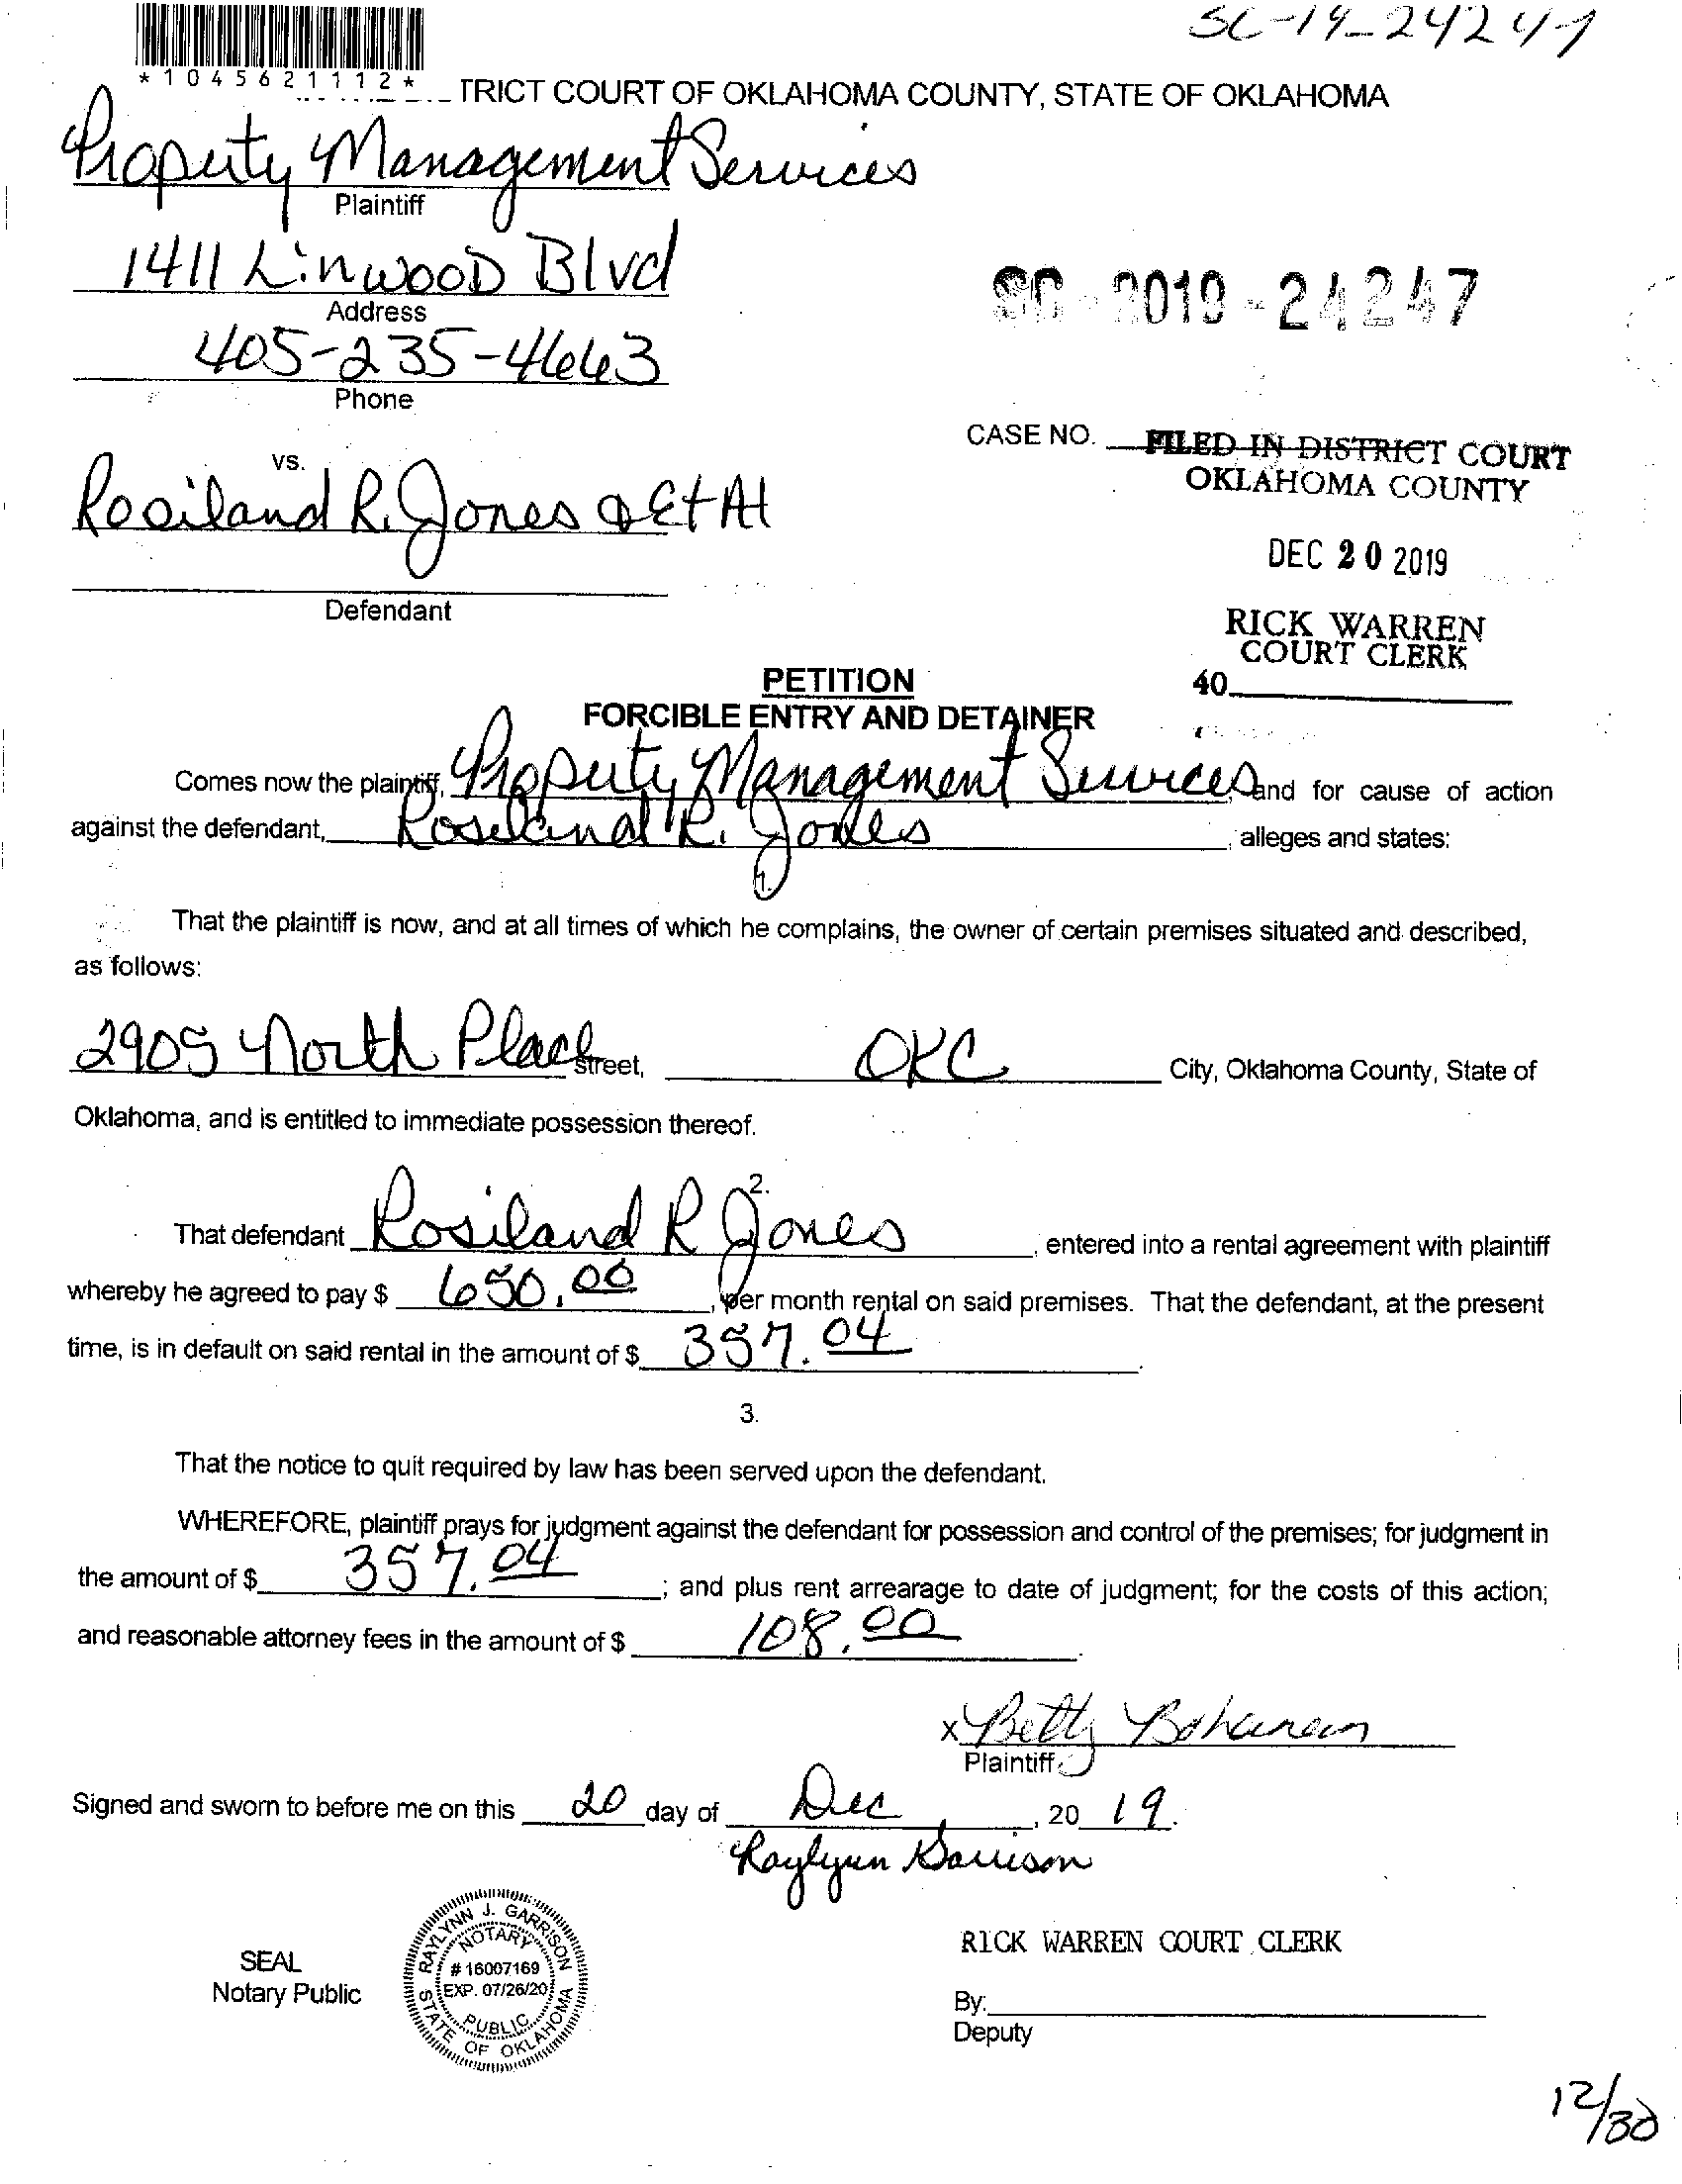 SC-19-24247
*1045621112*
TRICT COURT OF OKLAHOMA COUNTY, STATE OF OKLAHOMA
Property Management Services
Plaintiff
1411 Linwood Blvd
Address
405-235-4663
Phone
SC-2019-24247
CASE NO.
FILED IN DISTRICT COURT
OKLAHOMA COUNTY
vs.
Rosiland R. Jones & Et Al
DEC 20 2019
Defendant
RICK WARREN
COURT CLERK
40
PETITION
FORCIBLE ENTRY AND DETAINER
Comes now the plaintiff, Property Management Services and for cause of action
against the defendant, Rosiland R. Jones, alleges and states:
1.
That the plaintiff is now, and at all times of which he complains, the owner of certain premises situated and described,
as follows:
2905 North Place Street, OKC City, Oklahoma County, State of
Oklahoma, and is entitled to immediate possession thereof.
2.
That defendant Rosiland R Jones, entered into a rental agreement with plaintiff
whereby he agreed to pay $ 650.00, per month rental on said premises. That the defendant, at the present
time, is in default on said rental in the amount of $ 357.04.
3.
That the notice to quit required by law has been served upon the defendant.
WHEREFORE, plaintiff prays for judgment against the defendant for possession and control of the premises; for judgment in
the amount of $ 357.04; and plus rent arrearage to date of judgment; for the costs of this action;
and reasonable attorney fees in the amount of $ 108.00.
x Betty Bohanan
Plaintiff
Signed and sworn to before me on this 20 day of Dec, 20 19.
Raylynn Garrison
SEAL
Notary Public
RAYLYNN J. GARRISON
NOTARY
# 16007169
EXP. 07/26/20
PUBLIC
STATE OF OKLAHOMA
RICK WARREN COURT CLERK
By:
Deputy
12/30